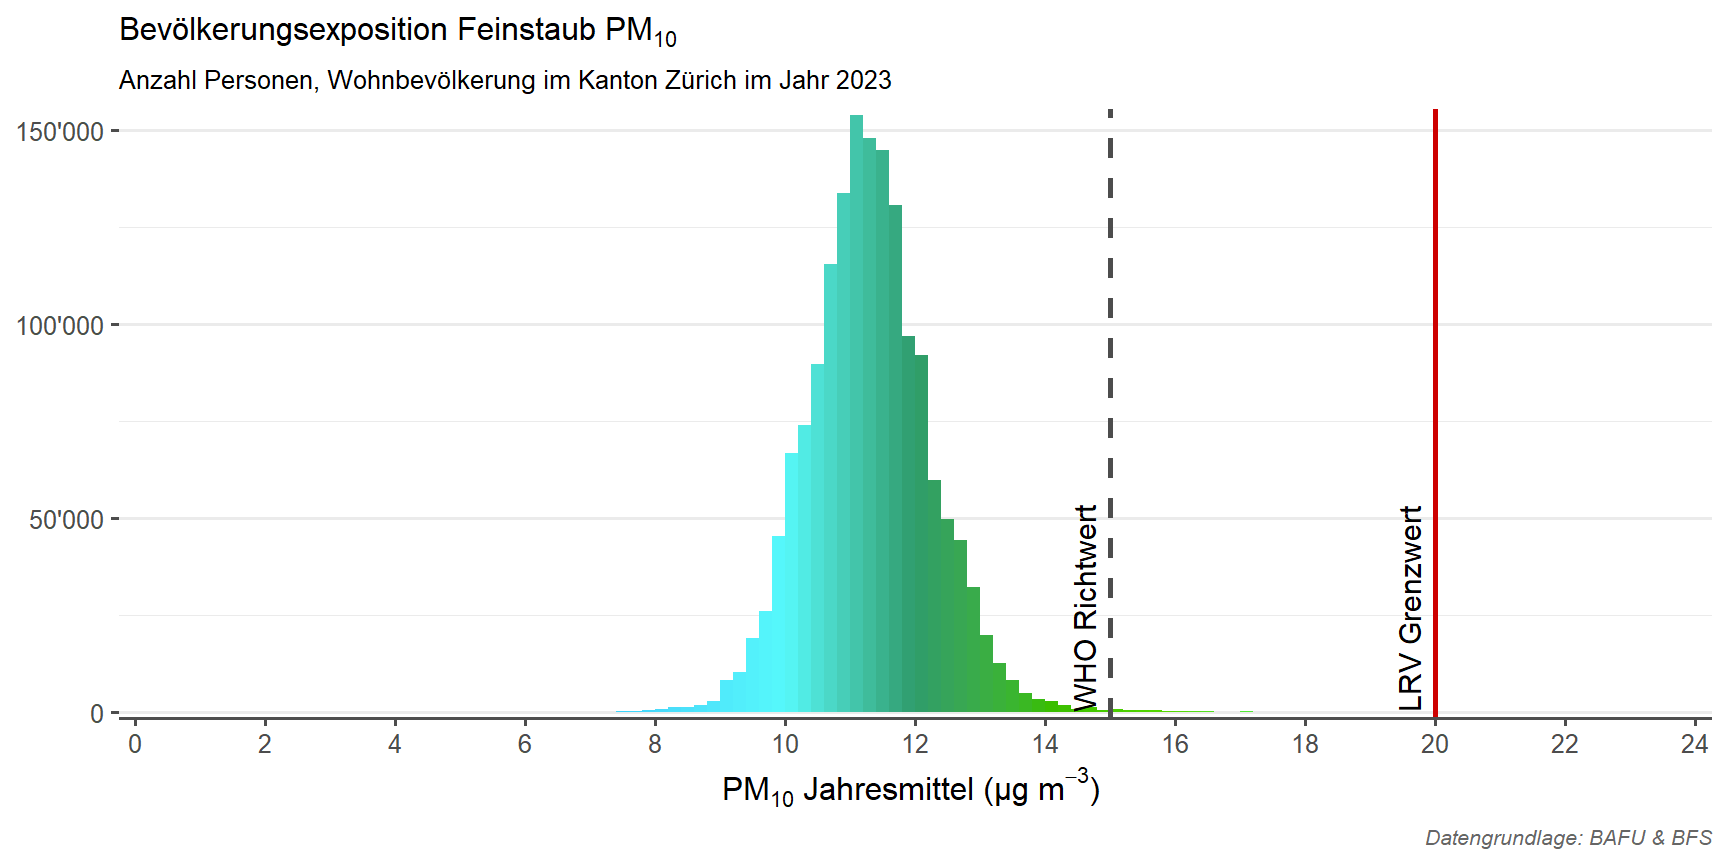 Bevölkerungsexposition Feinstaub PM₁₀
Anzahl Personen, Wohnbevölkerung im Kanton Zürich im Jahr 2023
150'000
100'000
50'000
0
WHO Richtwert
LRV Grenzwert
0 2 4 6 8 10 12 14 16 18 20 22 24
PM₁₀ Jahresmittel (µg m⁻³)
Datengrundlage: BAFU & BFS